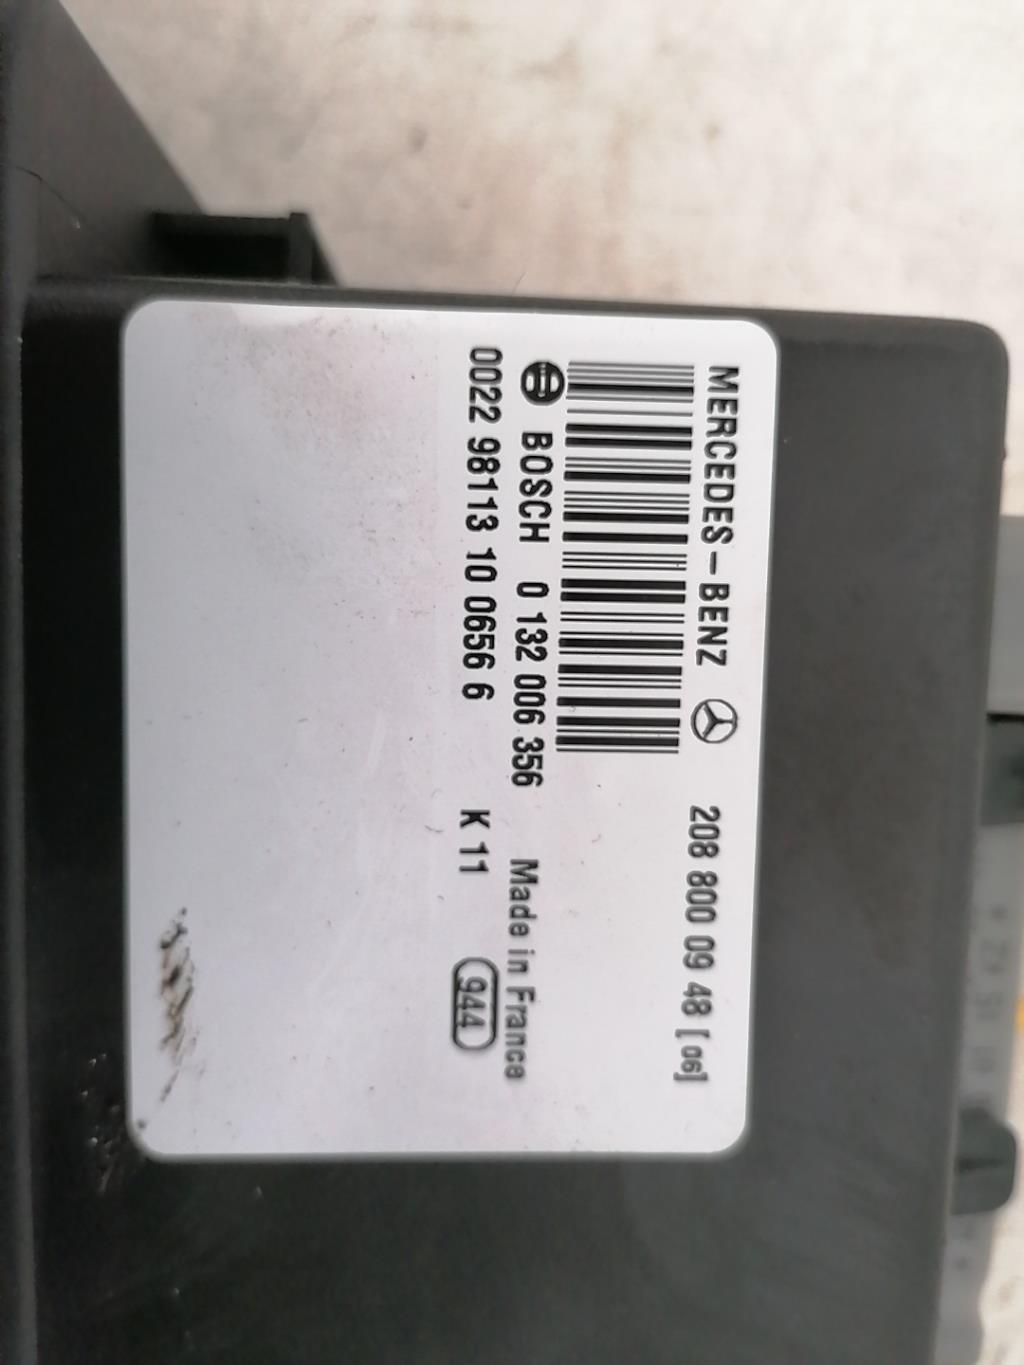 MERCEDES-BENZ 208 800 09 48 [06]
BOSCH 0 132 006 356 Made in France
0022 98113 10 0656 6 K 11 944